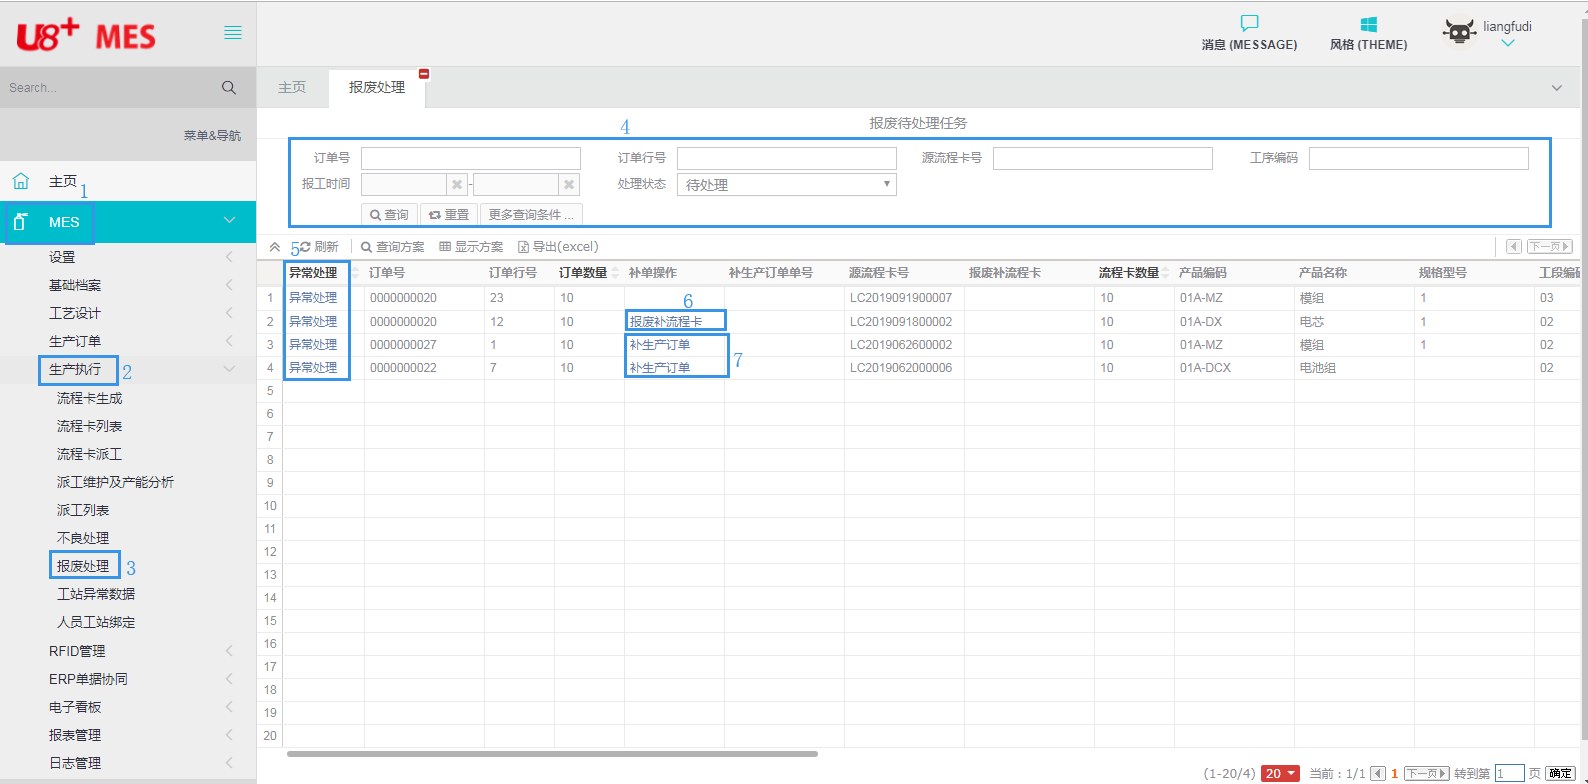 U8+ MES
消息 (MESSAGE)
风格 (THEME)
liangfudi
Search...
主页
报废处理
菜单&导航
报废待处理任务
4
订单号
订单行号
源流程卡号
工序编码
报工时间
-
处理状态
待处理
查询
重置
更多查询条件 ...
主页
1
MES
设置
基础档案
工艺设计
生产订单
生产执行
2
流程卡生成
流程卡列表
流程卡派工
派工维护及产能分析
派工列表
不良处理
报废处理
3
工站异常数据
人员工站绑定
RFID管理
ERP单据协同
电子看板
报表管理
日志管理
5
刷新
查询方案
显示方案
导出(excel)
下一页
异常处理 订单号 订单行号 订单数量 补单操作 补生产订单单号 源流程卡号 报废补流程卡 流程卡数量 产品编码 产品名称 规格型号 工段编
1 异常处理 0000000020 23 10 LC2019091900007 10 01A-MZ 模组 1 03
6
2 异常处理 0000000020 12 10 报废补流程卡 LC2019091800002 10 01A-DX 电芯 1 02
3 异常处理 0000000027 1 10 补生产订单 LC2019062600002 10 01A-MZ 模组 1 02
7
4 异常处理 0000000022 7 10 补生产订单 LC2019062000006 10 01A-DCX 电池组 02
5
6
7
8
9
10
11
12
13
14
15
16
17
18
19
20
(1-20/4) 20 当前 : 1/1 1 下一页 转到第 1 页 确定